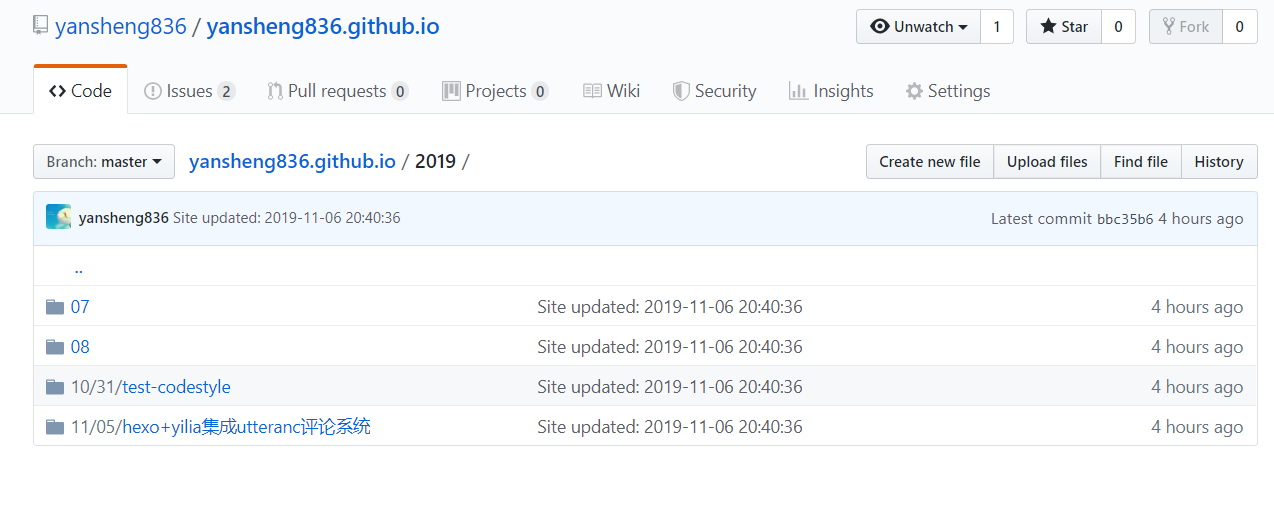 yansheng836 / yansheng836.github.io Unwatch 1 Star 0 Fork 0
Code Issues 2 Pull requests 0 Projects 0 Wiki Security Insights Settings
Branch: master yansheng836.github.io / 2019 / Create new file Upload files Find file History
yansheng836 Site updated: 2019-11-06 20:40:36 Latest commit bbc35b6 4 hours ago
..
07 Site updated: 2019-11-06 20:40:36 4 hours ago
08 Site updated: 2019-11-06 20:40:36 4 hours ago
10/31/test-codestyle Site updated: 2019-11-06 20:40:36 4 hours ago
11/05/hexo+yilia集成utteranc评论系统 Site updated: 2019-11-06 20:40:36 4 hours ago